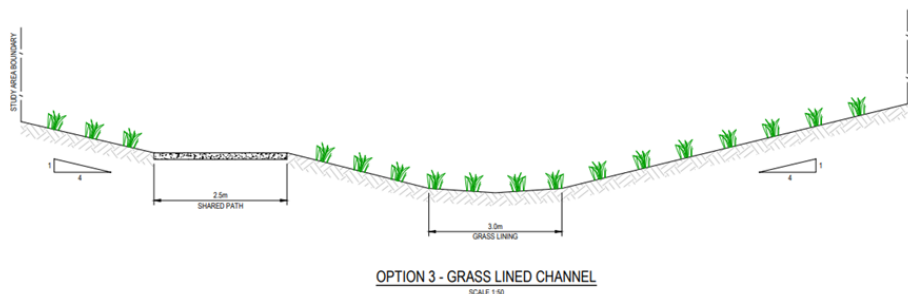 STUDY AREA BOUNDARY
1
4
2.5m
SHARED PATH
3.0m
GRASS LINING
1
4
OPTION 3 - GRASS LINED CHANNEL
SCALE 1:50